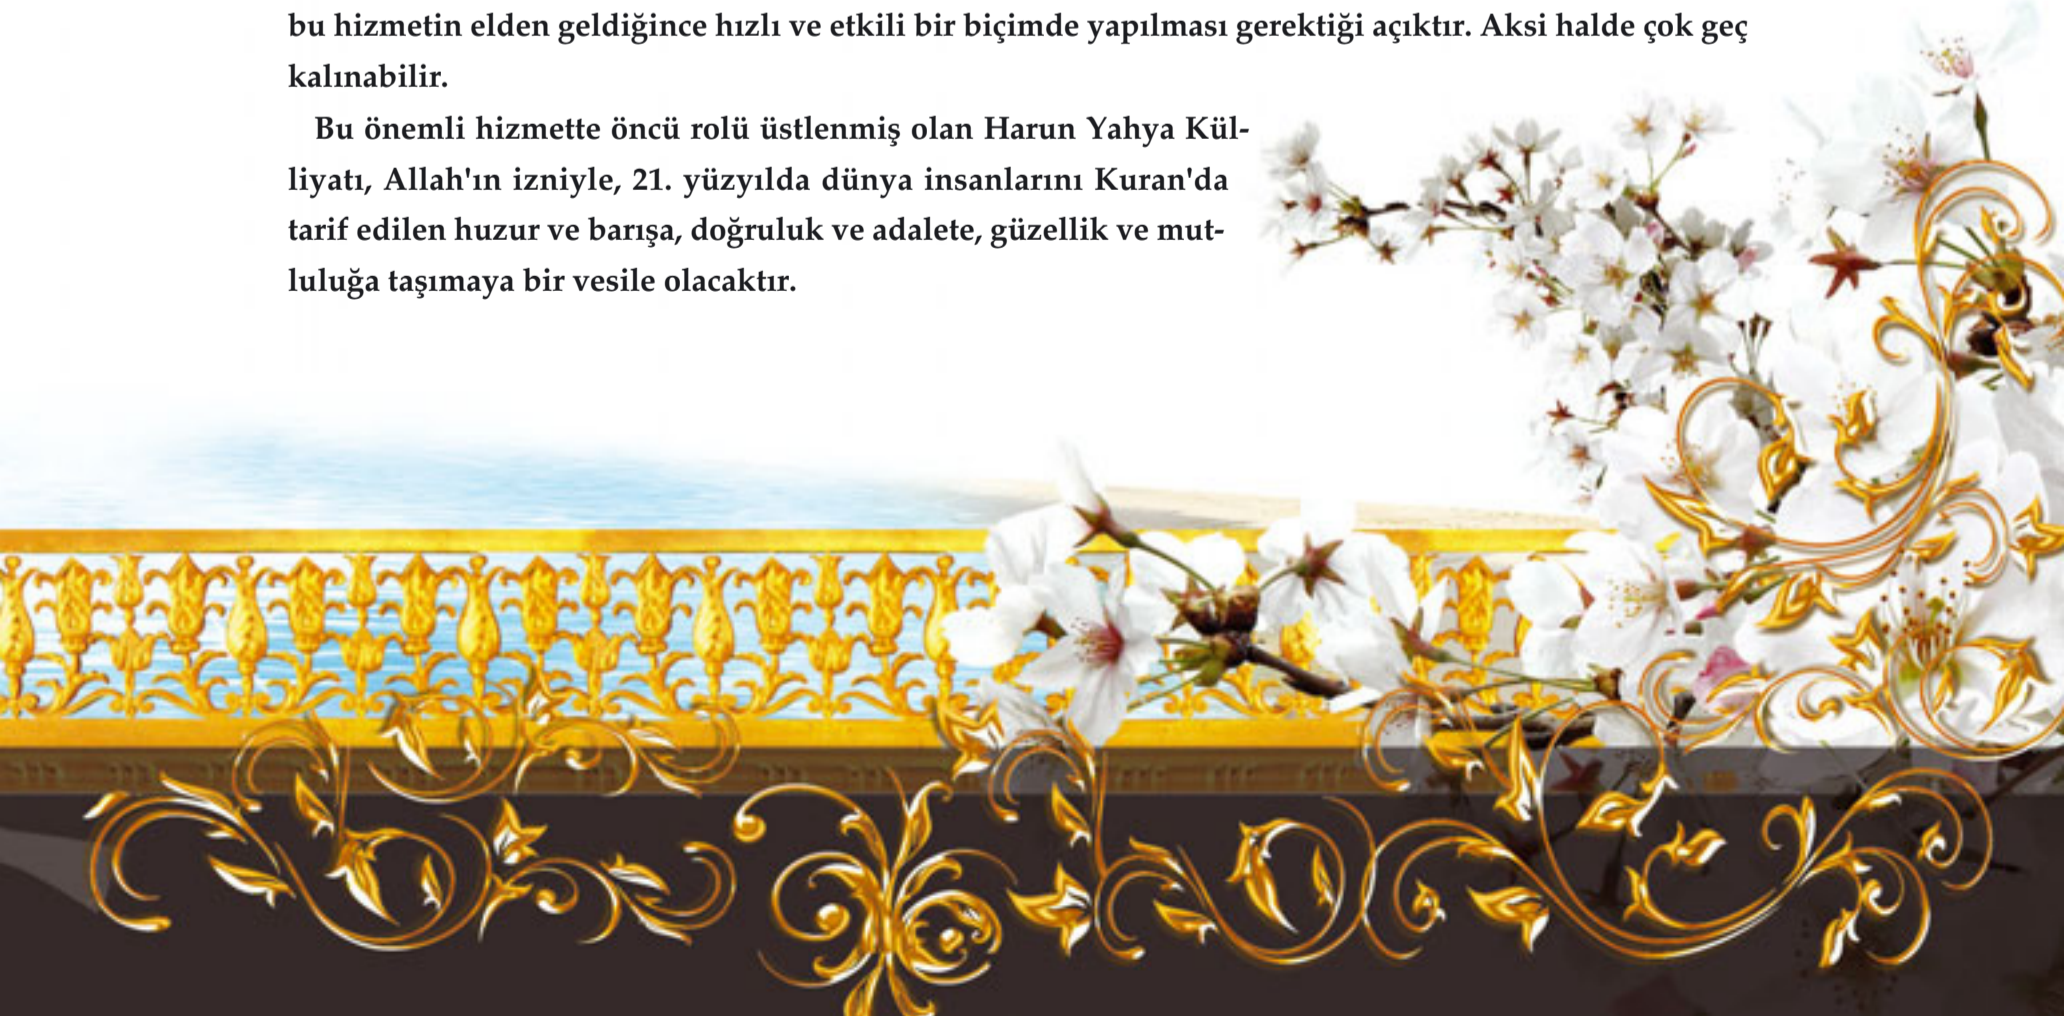 bu hizmetin elden geldiğince hızlı ve etkili bir biçimde yapılması gerektiği açıktır. Aksi halde çok geç
kalınabilir.
Bu önemli hizmette öncü rolü üstlenmiş olan Harun Yahya Kül-
liyatı, Allah'ın izniyle, 21. yüzyılda dünya insanlarını Kuran'da
tarif edilen huzur ve barışa, doğruluk ve adalete, güzellik ve mut-
luluğa taşımaya bir vesile olacaktır.